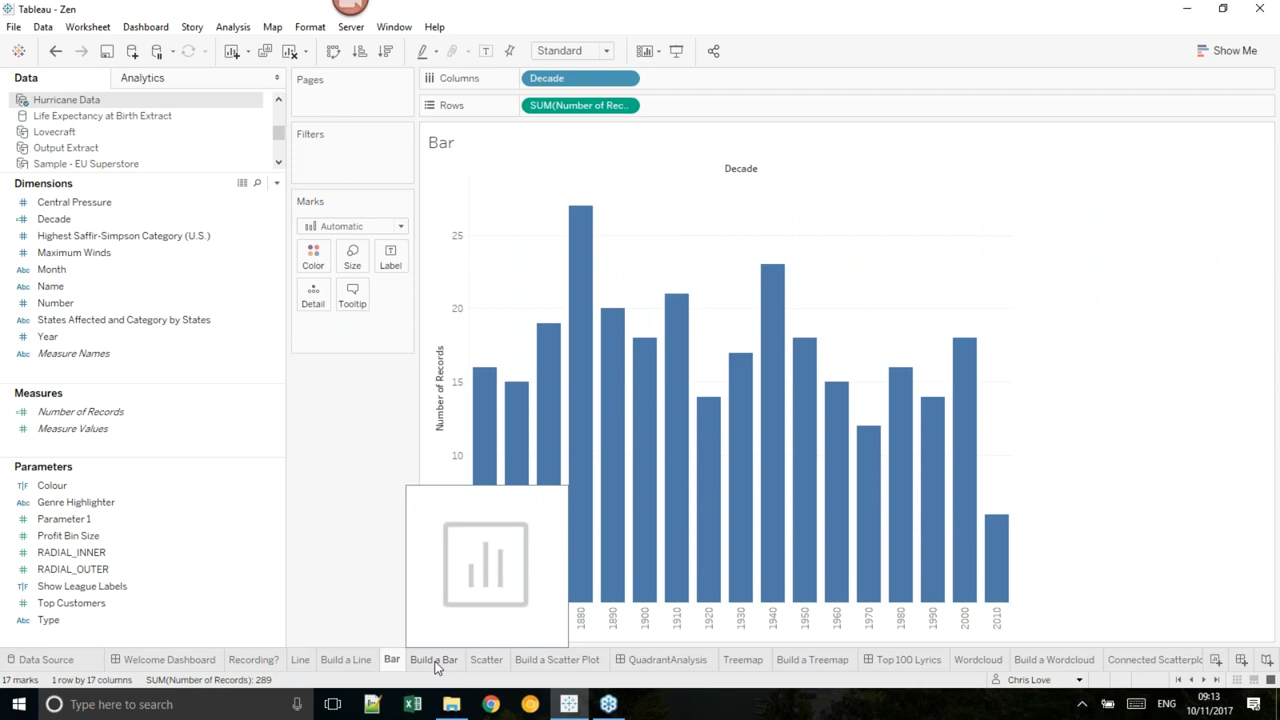 Tableau - Zen
File Data Worksheet Dashboard Story Analysis Map Format Server Window Help
Standard
Show Me
Data Analytics
Hurricane Data
Life Expectancy at Birth Extract
Lovecraft
Output Extract
Sample - EU Superstore
Dimensions
Central Pressure
Decade
Highest Saffir-Simpson Category (U.S.)
Maximum Winds
Abc Month
Abc Name
Number
Abc States Affected and Category by States
Year
Abc Measure Names
Measures
Number of Records
Measure Values
Parameters
T|F Colour
Abc Genre Highlighter
Abc Parameter 1
Profit Bin Size
RADIAL_INNER
RADIAL_OUTER
T|F Show League Labels
Top Customers
Abc Type
Pages
Filters
Marks
Automatic
Color Size Label
Detail Tooltip
Columns Decade
Rows SUM(Number of Rec..
Bar
Decade
Number of Records
25
20
15
10
1880 1890 1900 1910 1920 1930 1940 1950 1960 1970 1980 1990 2000 2010
Data Source Welcome Dashboard Recording? Line Build a Line Bar Build a Bar Scatter Build a Scatter Plot QuadrantAnalysis Treemap Build a Treemap Top 100 Lyrics Wordcloud Build a Wordcloud Connected Scatterplc
17 marks 1 row by 17 columns SUM(Number of Records): 289 Chris Love
Type here to search
ENG 09:13
10/11/2017